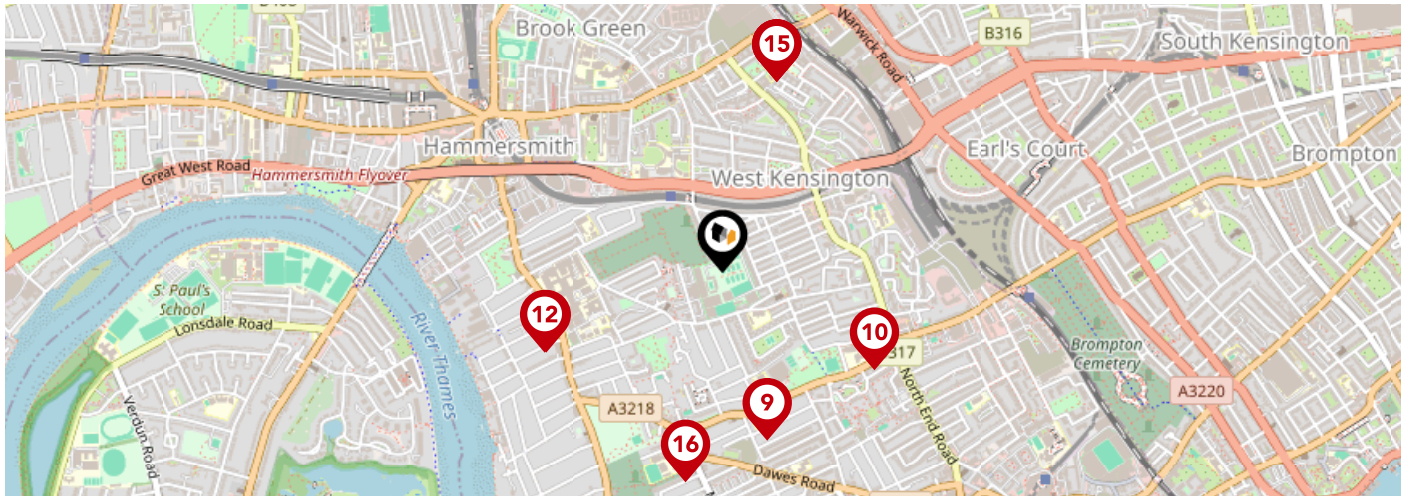 Brook Green
15
Warwick Road
B316
South Kensington
Hammersmith
Great West Road
Hammersmith Flyover
West Kensington
Earl's Court
Brompton
St. Paul's
School
Lonsdale Road
River Thames
12
10
317
Brompton
Cemetery
A3220
Verdun Road
A3218
9
North End Road
16
Dawes Road